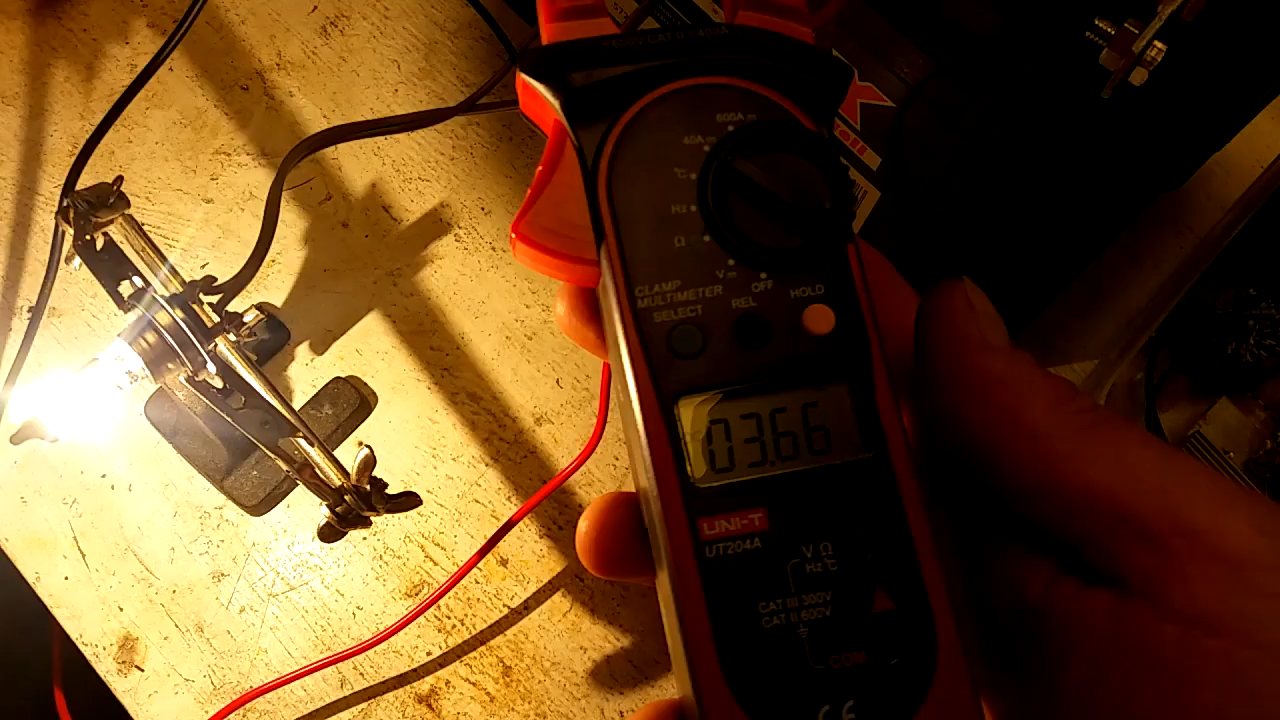 600A
40A
℃
Hz
Ω
V
OFF
CLAMP
MULTIMETER
SELECT
REL
HOLD
03.66
UNI-T
UT204A
V Ω
Hz ℃
CAT III 300V
CAT II 600V
COM
CE